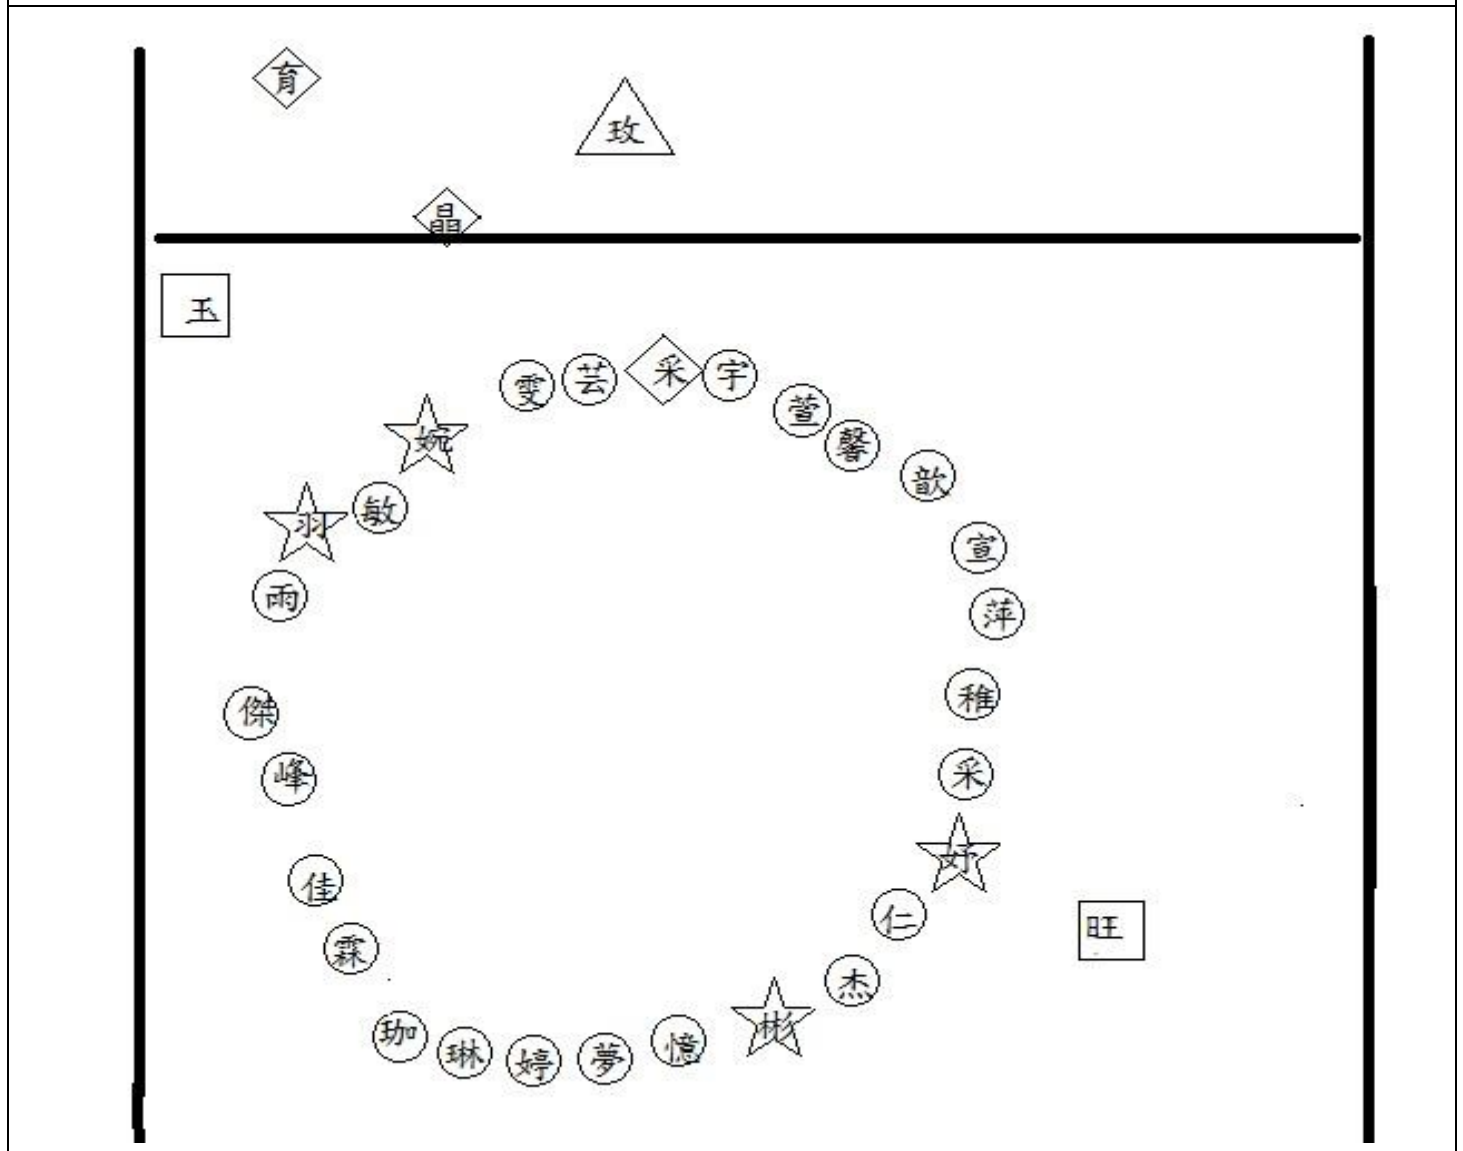 育
玫
晶
玉
雯
芸
采
宇
萱
馨
歆
宣
萍
稚
采
妤
仁
杰
彬
憶
夢
婷
琳
珈
霖
佳
峰
傑
雨
羽
敏
婉
旺